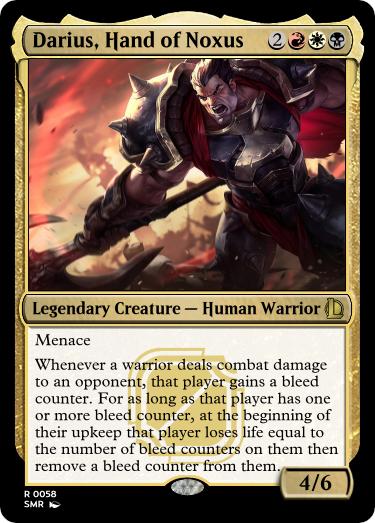 Darius, Hand of Noxus 2
Legendary Creature — Human Warrior
Menace
Whenever a warrior deals combat damage
to an opponent, that player gains a bleed
counter. For as long as that player has one
or more bleed counter, at the beginning of
their upkeep that player loses life equal to
the number of bleed counters on them then
remove a bleed counter from them.
4/6
R 0058
SMR